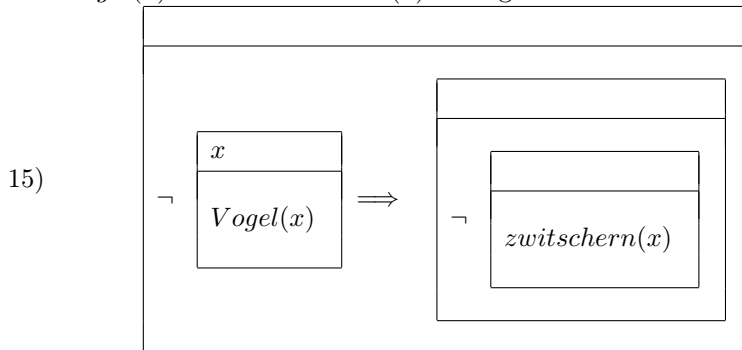 x
15) ¬ Vogel(x) ⟹ ¬ zwitschern(x)